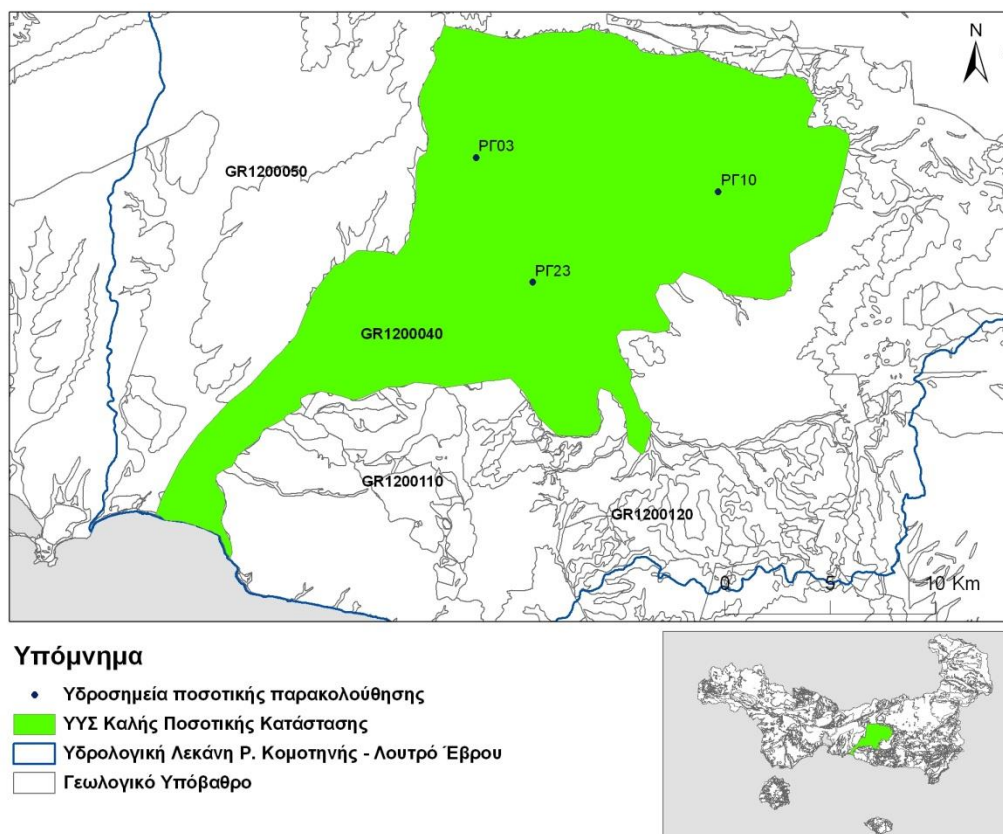 N
ΡΓ03
GR1200050
ΡΓ10
ΡΓ23
GR1200040
GR1200110
GR1200120
0 5 10 Km
Υπόμνημα
Υδροσημεία ποσοτικής παρακολούθησης
ΥΥΣ Καλής Ποσοτικής Κατάστασης
Υδρολογική Λεκάνη Ρ. Κομοτηνής - Λουτρό Έβρου
Γεωλογικό Υπόβαθρο